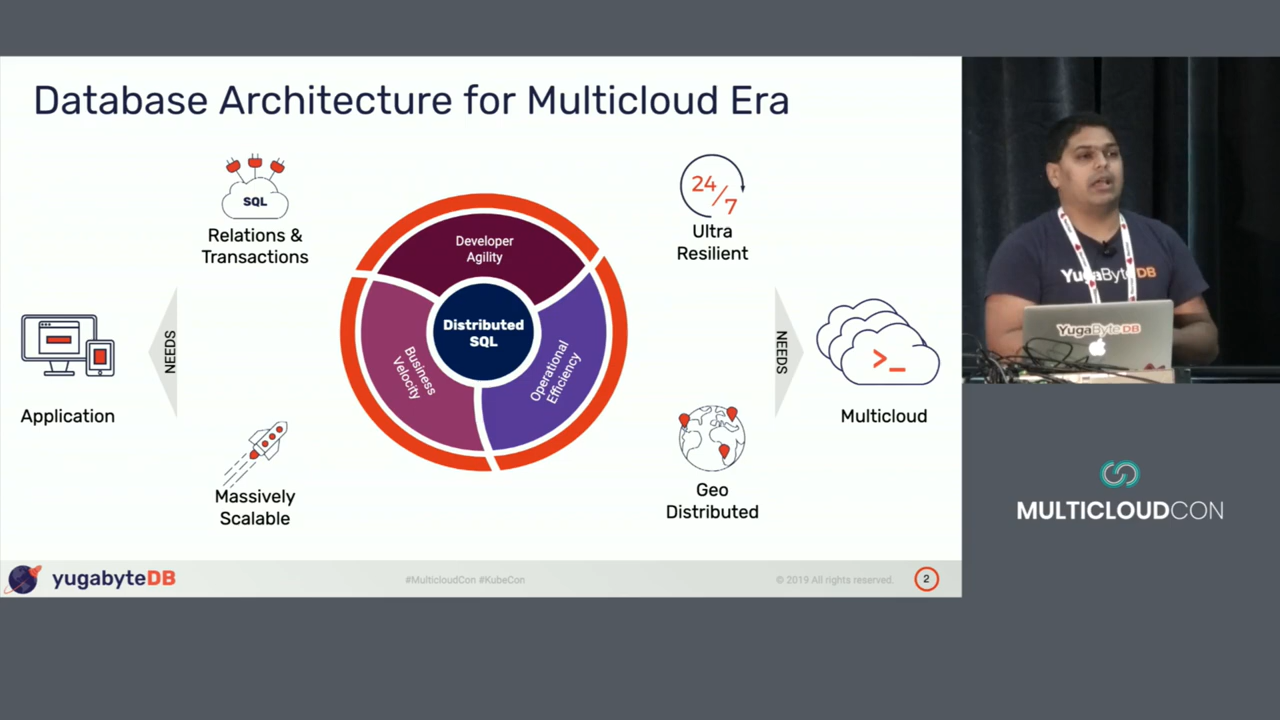 Database Architecture for Multicloud Era
SQL
Relations &
Transactions
24/7
Ultra
Resilient
Developer
Agility
Distributed
SQL
Business
Velocity
Operational
Efficiency
NEEDS
NEEDS
>_
Application
Multicloud
Massively
Scalable
Geo
Distributed
yugabyteDB
#MulticloudCon #KubeCon
© 2019 All rights reserved.
2
YugaByteDB
YugaByteDB
MULTICLOUDCON